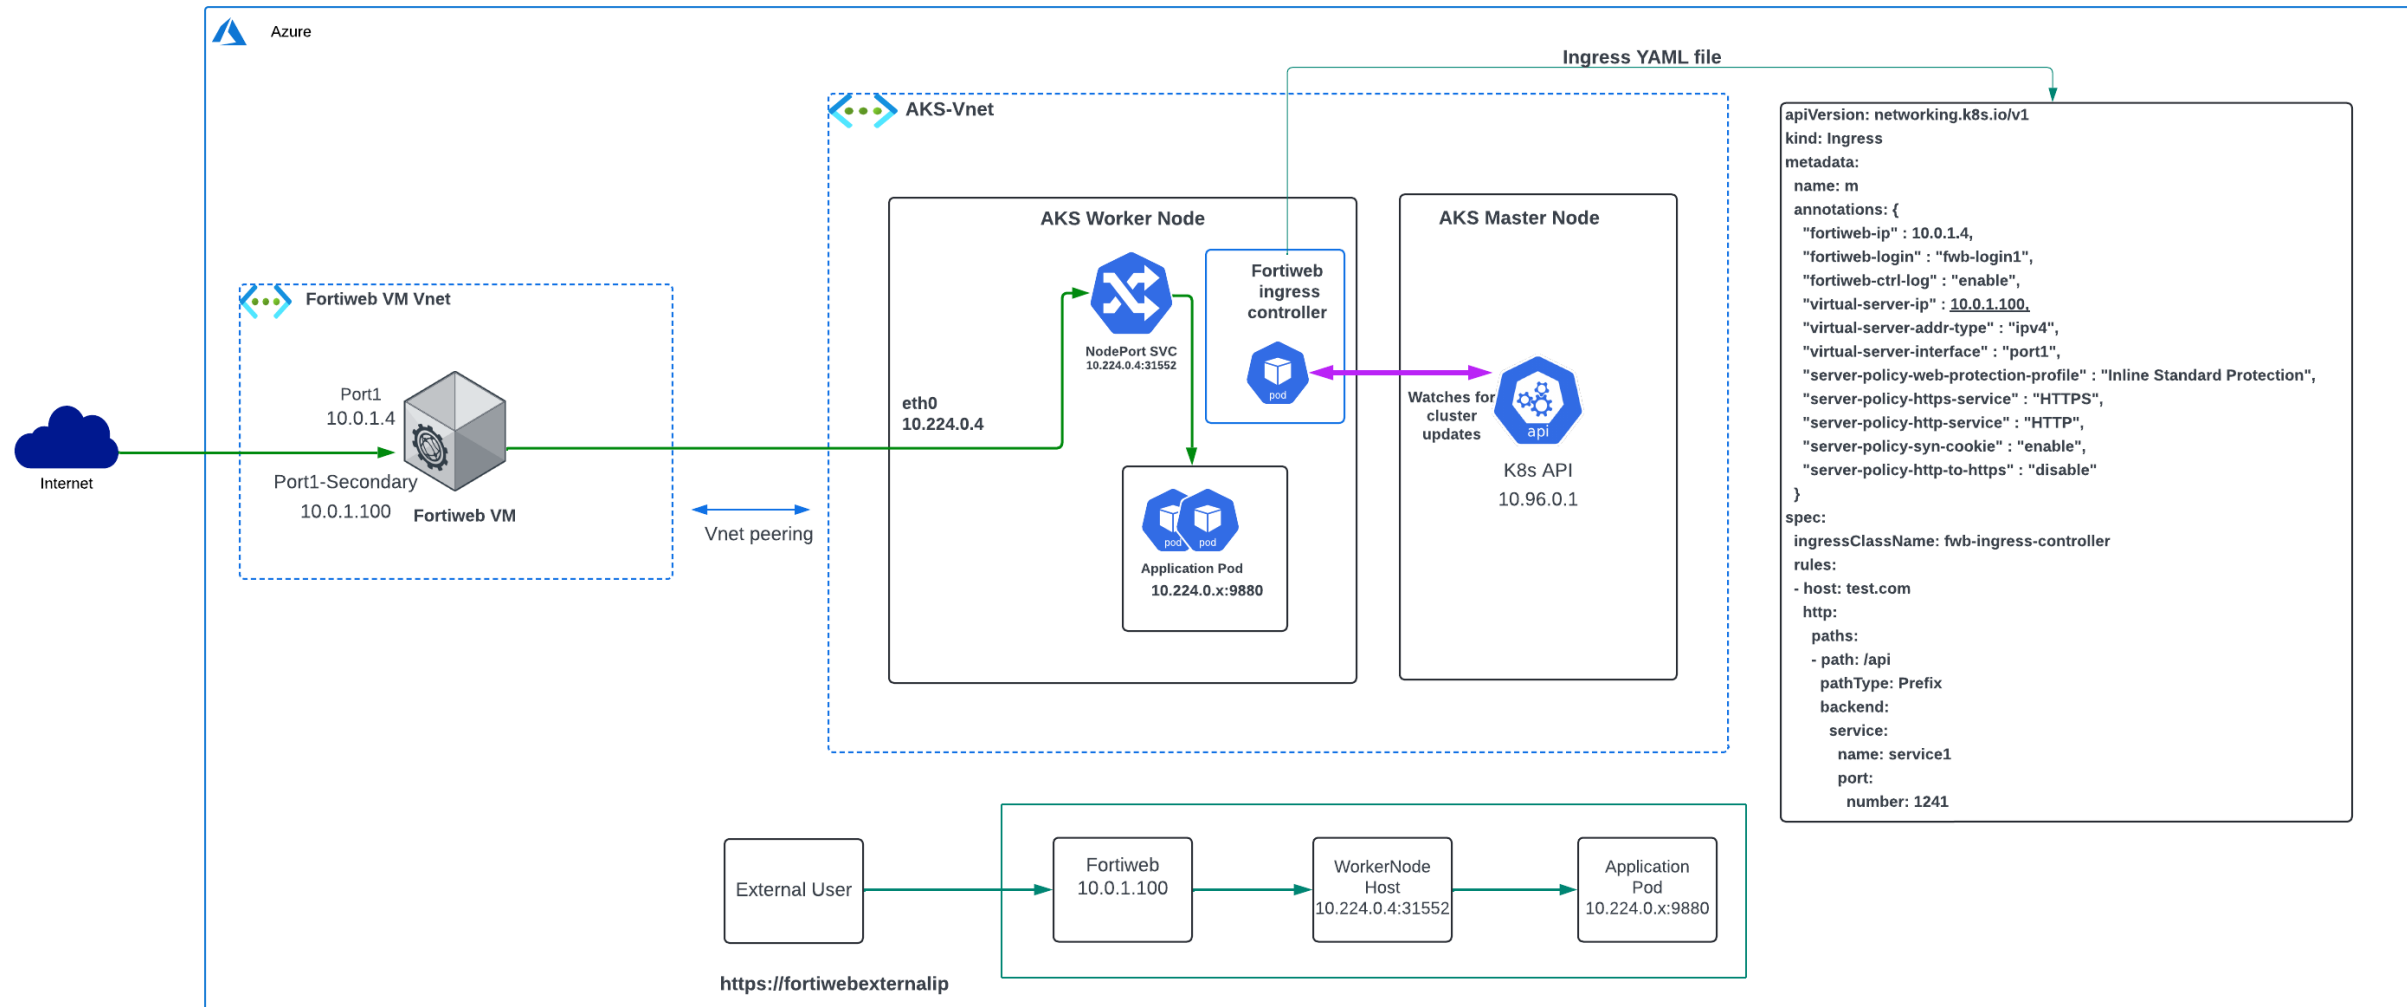 Azure
Ingress YAML file
AKS-Vnet
AKS Worker Node
AKS Master Node
Fortiweb
ingress
controller
pod
NodePort SVC
10.224.0.4:31552
eth0
10.224.0.4
Watches for
cluster
updates
api
K8s API
10.96.0.1
pod
pod
Application Pod
10.224.0.x:9880
Fortiweb VM Vnet
Port1
10.0.1.4
Port1-Secondary
10.0.1.100
Fortiweb VM
Internet
Vnet peering
apiVersion: networking.k8s.io/v1
kind: Ingress
metadata:
name: m
annotations: {
"fortiweb-ip" : 10.0.1.4,
"fortiweb-login" : "fwb-login1",
"fortiweb-ctrl-log" : "enable",
"virtual-server-ip" : 10.0.1.100,
"virtual-server-addr-type" : "ipv4",
"virtual-server-interface" : "port1",
"server-policy-web-protection-profile" : "Inline Standard Protection",
"server-policy-https-service" : "HTTPS",
"server-policy-http-service" : "HTTP",
"server-policy-syn-cookie" : "enable",
"server-policy-http-to-https" : "disable"
}
spec:
ingressClassName: fwb-ingress-controller
rules:
- host: test.com
http:
paths:
- path: /api
pathType: Prefix
backend:
service:
name: service1
port:
number: 1241
External User
Fortiweb
10.0.1.100
WorkerNode
Host
10.224.0.4:31552
Application
Pod
10.224.0.x:9880
https://fortiwebexternalip